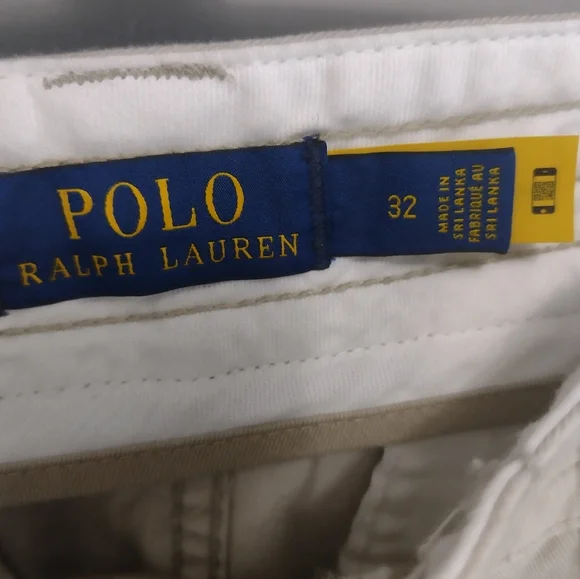 POLO
RALPH LAUREN
32
MADE IN
SRI LANKA
FABRIQUÉ AU
SRI LANKA